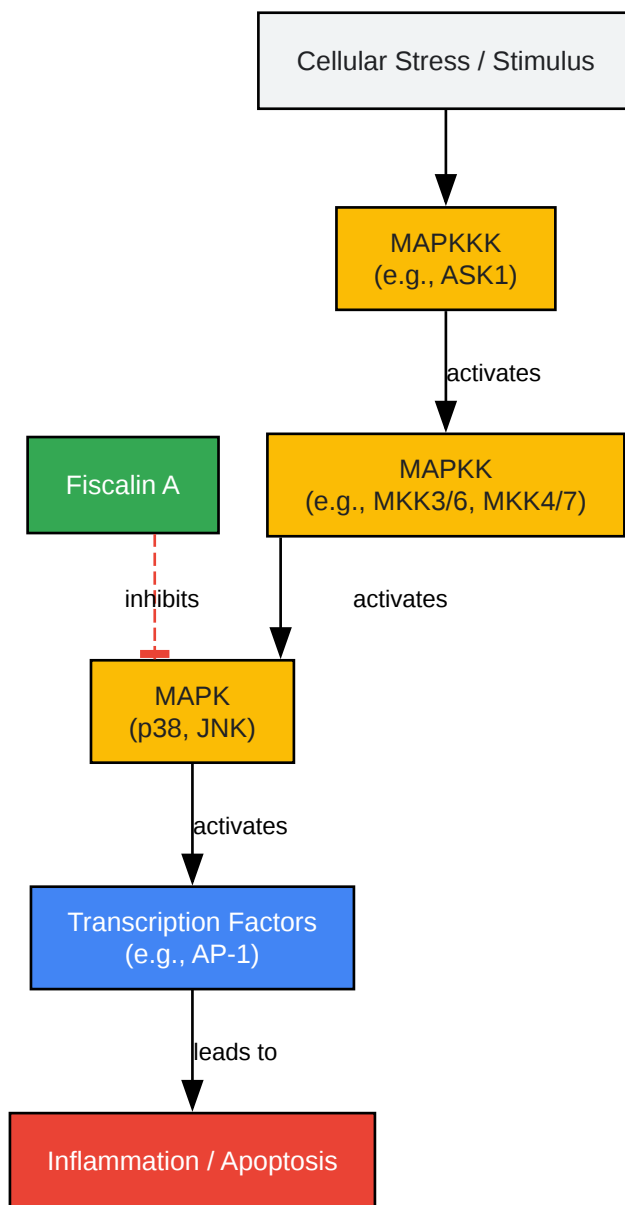 Cellular Stress / Stimulus
MAPKKK
(e.g., ASK1)
activates
MAPKK
(e.g., MKK3/6, MKK4/7)
Fiscalin A
inhibits
activates
MAPK
(p38, JNK)
activates
Transcription Factors
(e.g., AP-1)
leads to
Inflammation / Apoptosis